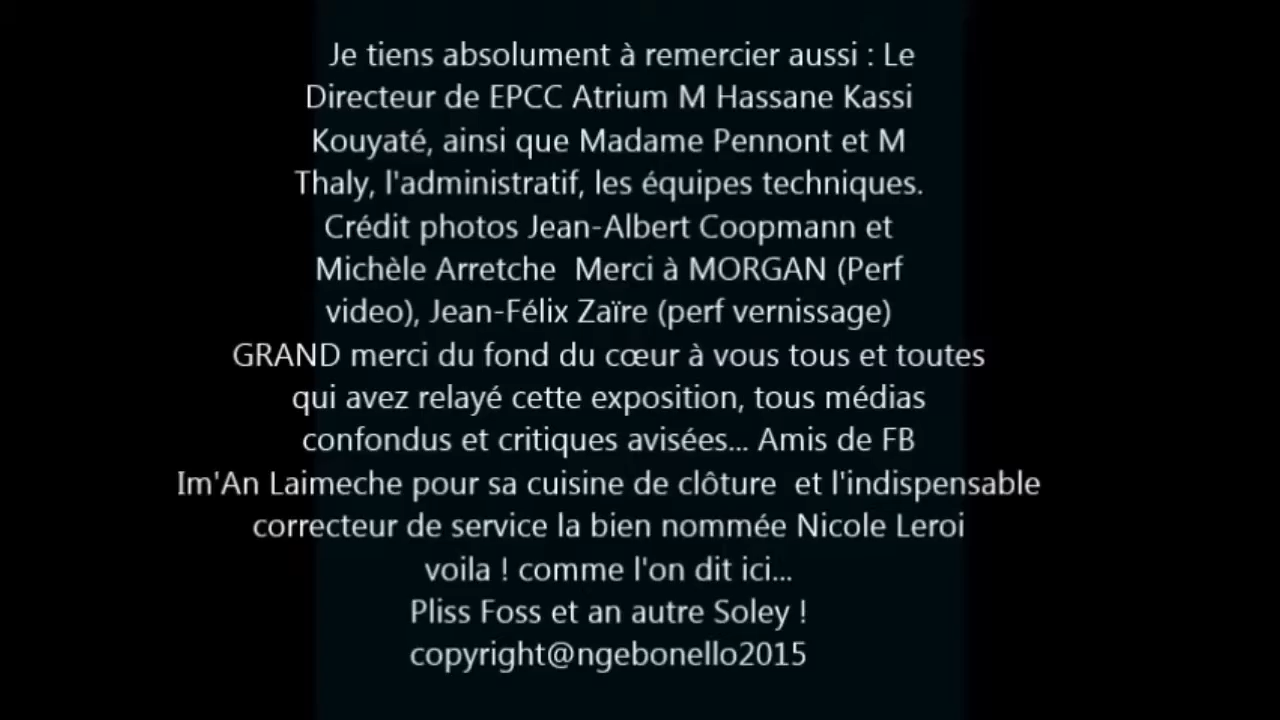 Je tiens absolument à remercier aussi : Le
Directeur de EPCC Atrium M Hassane Kassi
Kouyaté, ainsi que Madame Pennont et M
Thaly, l'administratif, les équipes techniques.
Crédit photos Jean-Albert Coopmann et
Michèle Arretche  Merci à MORGAN (Perf
video), Jean-Félix Zaïre (perf vernissage)
GRAND merci du fond du cœur à vous tous et toutes
qui avez relayé cette exposition, tous médias
confondus et critiques avisées... Amis de FB
Im'An Laimeche pour sa cuisine de clôture  et l'indispensable
correcteur de service la bien nommée Nicole Leroi
voila ! comme l'on dit ici...
Pliss Foss et an autre Soley !
copyright@ngebonello2015